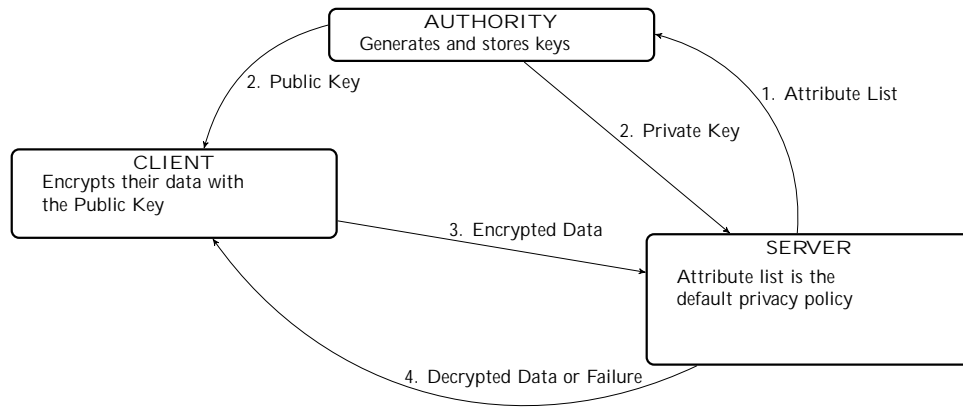 AUTHORITY
Generates and stores keys
2. Public Key
1. Attribute List
2. Private Key
CLIENT
Encrypts their data with
the Public Key
3. Encrypted Data
SERVER
Attribute list is the
default privacy policy
4. Decrypted Data or Failure